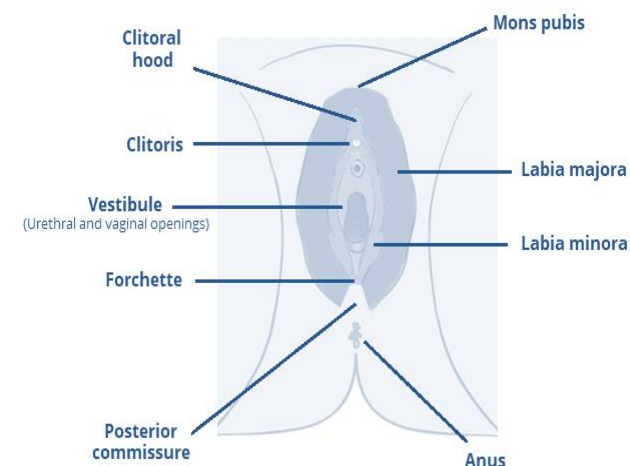 Mons pubis
Clitoral
hood
Clitoris
Labia majora
Vestibule
(Urethral and vaginal openings)
Labia minora
Forchette
Posterior
commissure
Anus